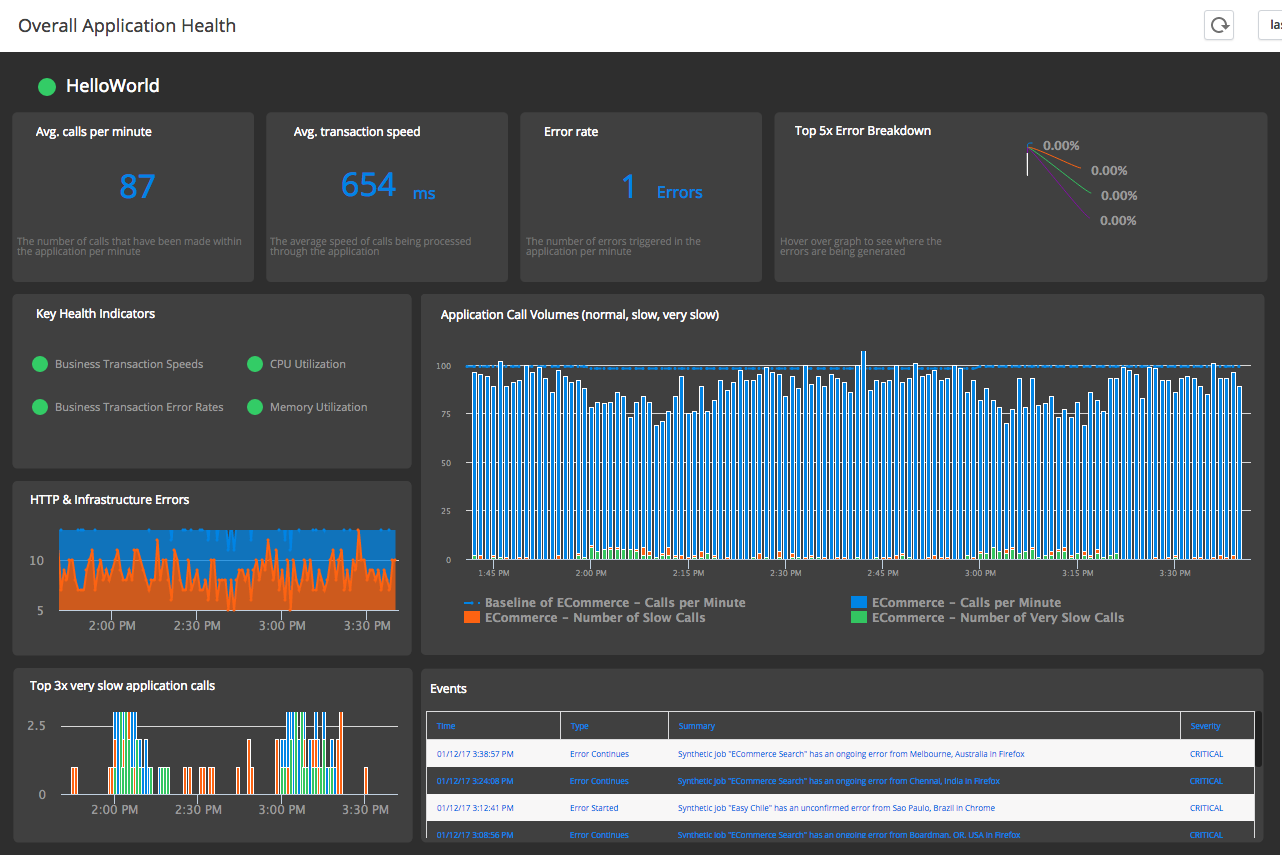 Overall Application Health
las
HelloWorld
Avg. calls per minute
87
The number of calls that have been made within
the application per minute
Avg. transaction speed
654 ms
The average speed of calls being processed
through the application
Error rate
1 Errors
The number of errors triggered in the
application per minute
Top 5x Error Breakdown
0.00%
0.00%
0.00%
0.00%
Hover over graph to see where the
errors are being generated
Key Health Indicators
Business Transaction Speeds
CPU Utilization
Business Transaction Error Rates
Memory Utilization
Application Call Volumes (normal, slow, very slow)
100
75
50
25
0
1:45 PM 2:00 PM 2:15 PM 2:30 PM 2:45 PM 3:00 PM 3:15 PM 3:30 PM
Baseline of ECommerce - Calls per Minute
ECommerce - Calls per Minute
ECommerce - Number of Slow Calls
ECommerce - Number of Very Slow Calls
HTTP & Infrastructure Errors
10
5
2:00 PM 2:30 PM 3:00 PM 3:30 PM
Top 3x very slow application calls
2.5
0
2:00 PM 2:30 PM 3:00 PM 3:30 PM
Events
Time Type Summary Severity
01/12/17 3:38:57 PM Error Continues Synthetic job "ECommerce Search" has an ongoing error from Melbourne, Australia in Firefox CRITICAL
01/12/17 3:24:08 PM Error Continues Synthetic job "ECommerce Search" has an ongoing error from Chennai, India in Firefox CRITICAL
01/12/17 3:12:41 PM Error Started Synthetic job "Easy Chile" has an unconfirmed error from Sao Paulo, Brazil in Chrome CRITICAL
01/12/17 3:08:56 PM Error Continues Synthetic job "ECommerce Search" has an ongoing error from Boardman, OR, USA in Firefox CRITICAL